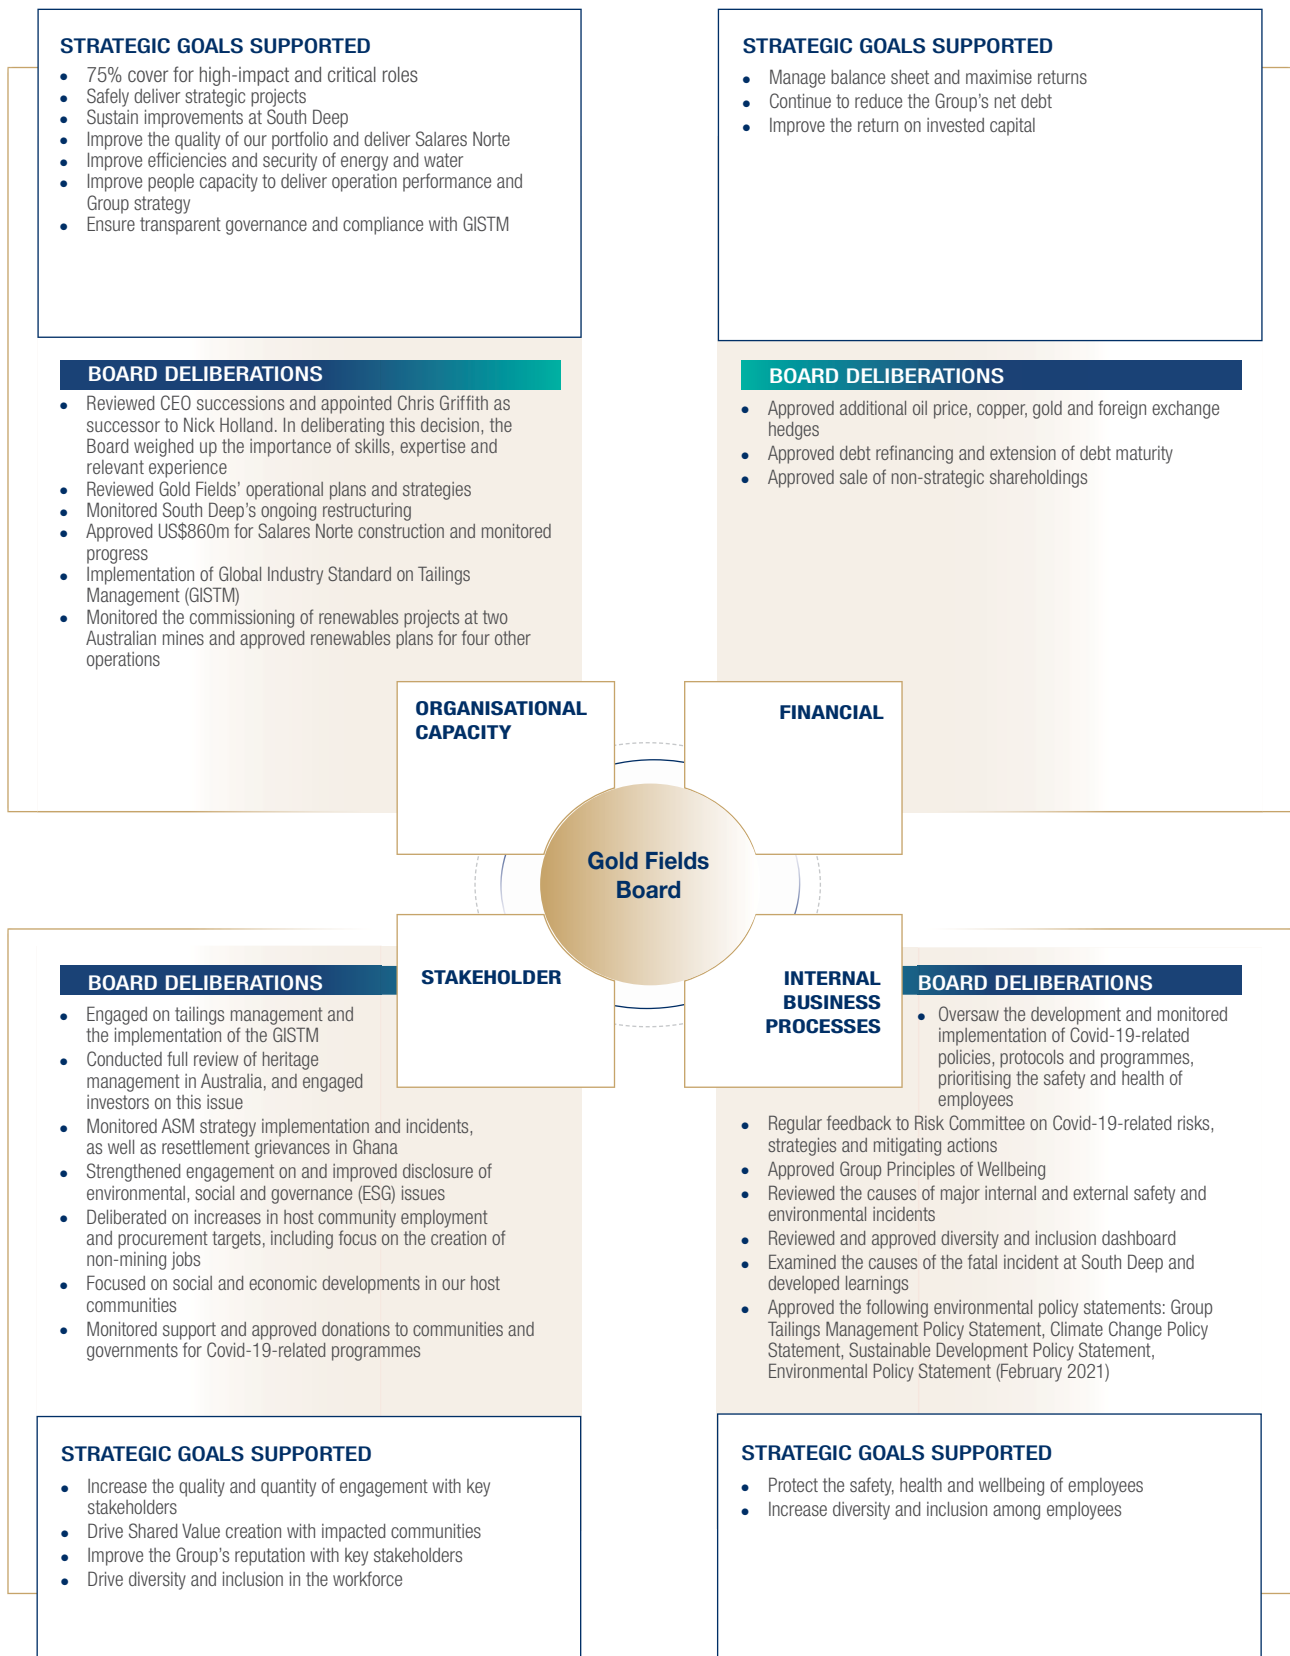 STRATEGIC GOALS SUPPORTED
• 75% cover for high-impact and critical roles
• Safely deliver strategic projects
• Sustain improvements at South Deep
• Improve the quality of our portfolio and deliver Salares Norte
• Improve efficiencies and security of energy and water
• Improve people capacity to deliver operation performance and
Group strategy
• Ensure transparent governance and compliance with GISTM
BOARD DELIBERATIONS
• Reviewed CEO successions and appointed Chris Griffith as
successor to Nick Holland. In deliberating this decision, the
Board weighed up the importance of skills, expertise and
relevant experience
• Reviewed Gold Fields' operational plans and strategies
• Monitored South Deep's ongoing restructuring
• Approved US$860m for Salares Norte construction and monitored
progress
• Implementation of Global Industry Standard on Tailings
Management (GISTM)
• Monitored the commissioning of renewables projects at two
Australian mines and approved renewables plans for four other
operations
ORGANISATIONAL
CAPACITY
STRATEGIC GOALS SUPPORTED
• Manage balance sheet and maximise returns
• Continue to reduce the Group's net debt
• Improve the return on invested capital
BOARD DELIBERATIONS
• Approved additional oil price, copper, gold and foreign exchange
hedges
• Approved debt refinancing and extension of debt maturity
• Approved sale of non-strategic shareholdings
FINANCIAL
Gold Fields
Board
STAKEHOLDER
BOARD DELIBERATIONS
• Engaged on tailings management and
the implementation of the GISTM
• Conducted full review of heritage
management in Australia, and engaged
investors on this issue
• Monitored ASM strategy implementation and incidents,
as well as resettlement grievances in Ghana
• Strengthened engagement on and improved disclosure of
environmental, social and governance (ESG) issues
• Deliberated on increases in host community employment
and procurement targets, including focus on the creation of
non-mining jobs
• Focused on social and economic developments in our host
communities
• Monitored support and approved donations to communities and
governments for Covid-19-related programmes
STRATEGIC GOALS SUPPORTED
• Increase the quality and quantity of engagement with key
stakeholders
• Drive Shared Value creation with impacted communities
• Improve the Group's reputation with key stakeholders
• Drive diversity and inclusion in the workforce
INTERNAL
BUSINESS
PROCESSES
BOARD DELIBERATIONS
• Oversaw the development and monitored
implementation of Covid-19-related
policies, protocols and programmes,
prioritising the safety and health of
employees
• Regular feedback to Risk Committee on Covid-19-related risks,
strategies and mitigating actions
• Approved Group Principles of Wellbeing
• Reviewed the causes of major internal and external safety and
environmental incidents
• Reviewed and approved diversity and inclusion dashboard
• Examined the causes of the fatal incident at South Deep and
developed learnings
• Approved the following environmental policy statements: Group
Tailings Management Policy Statement, Climate Change Policy
Statement, Sustainable Development Policy Statement,
Environmental Policy Statement (February 2021)
STRATEGIC GOALS SUPPORTED
• Protect the safety, health and wellbeing of employees
• Increase diversity and inclusion among employees